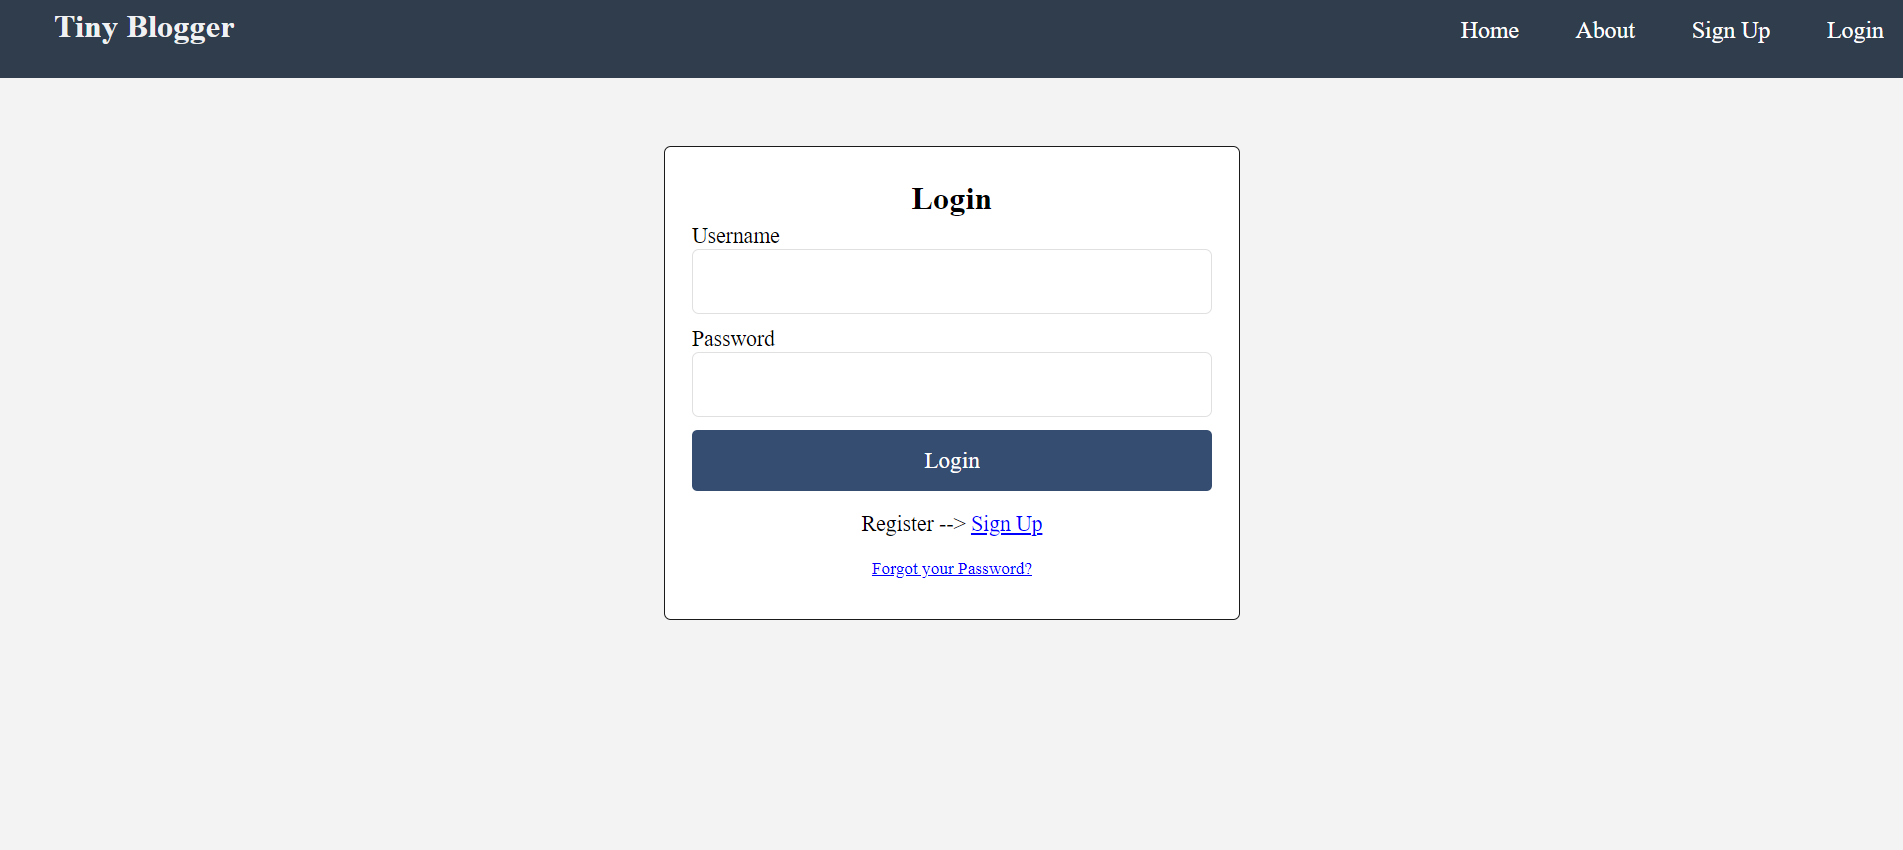 Tiny Blogger
Home About Sign Up Login
Login
Username
Password
Login
Register --> Sign Up
Forgot your Password?